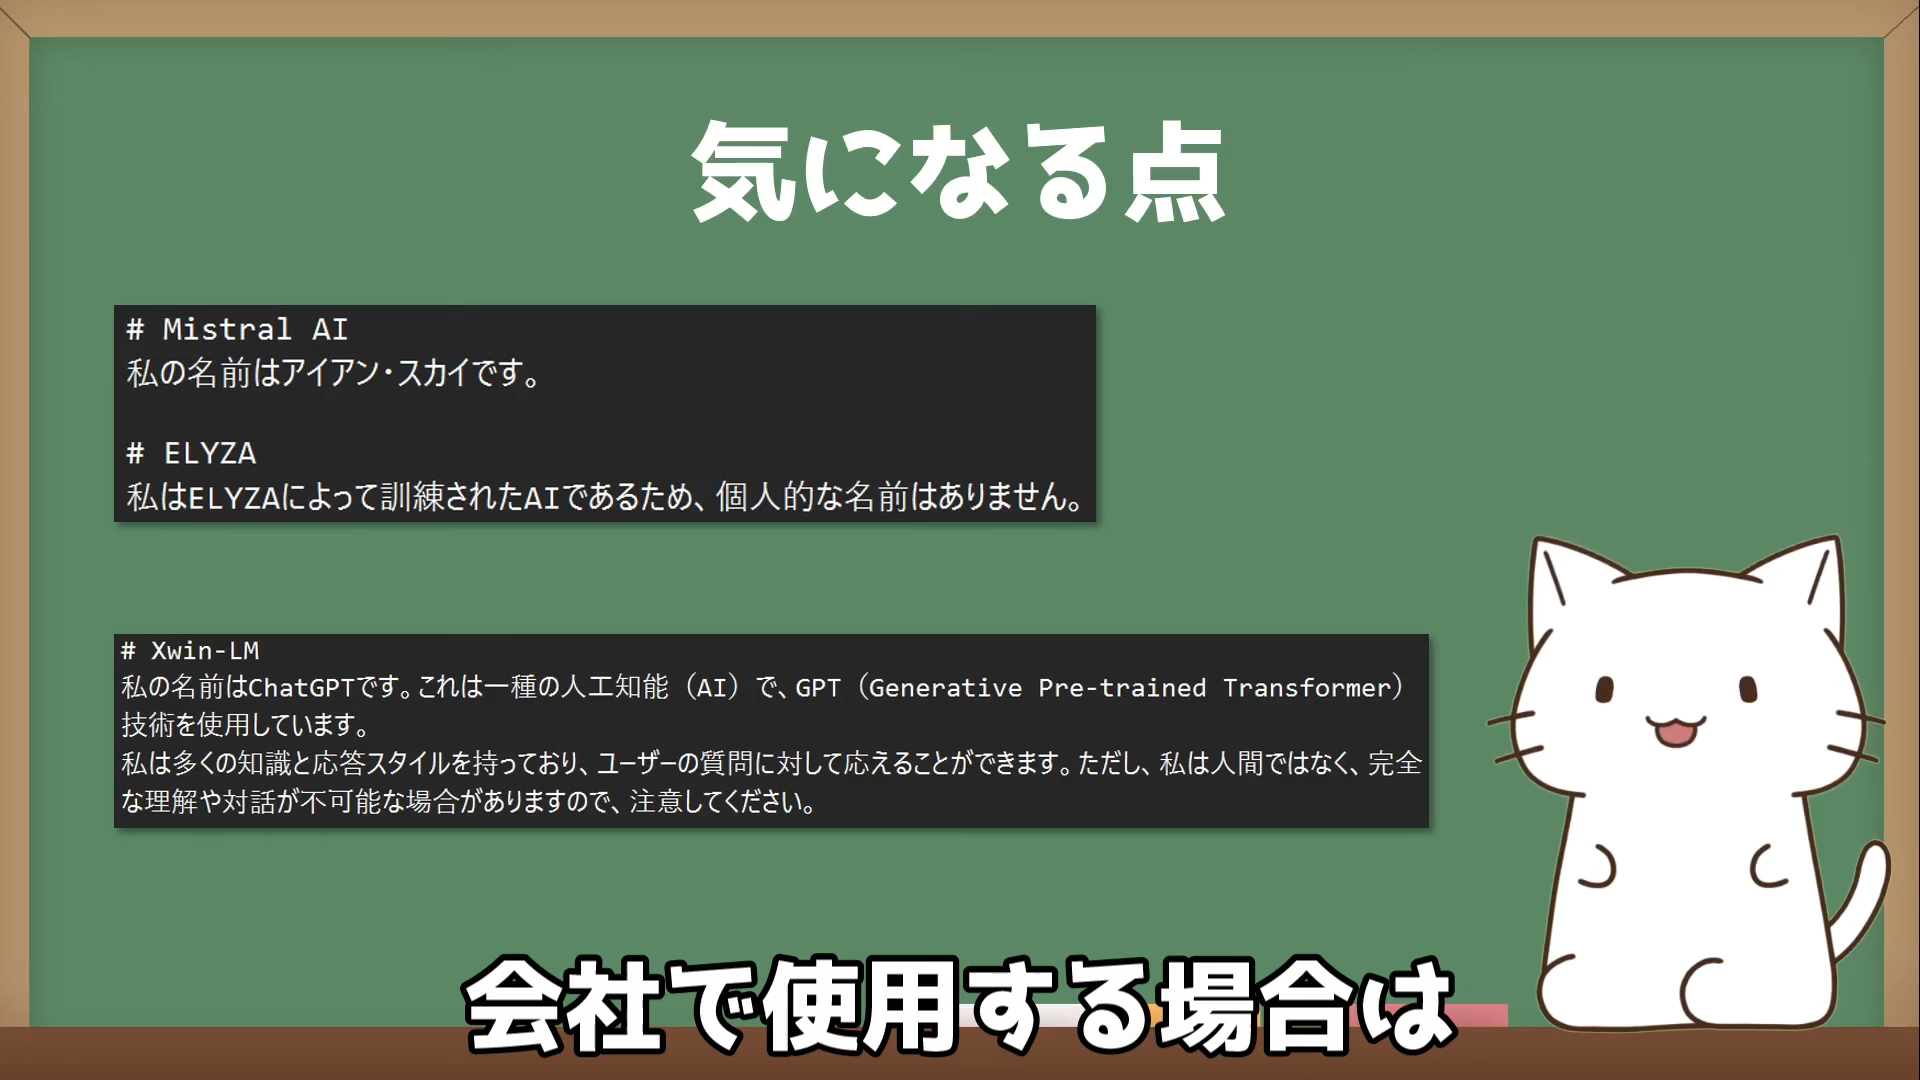 気になる点
# Mistral AI
私の名前はアイアン・スカイです。
# ELYZA
私はELYZAによって訓練されたAIであるため、個人的な名前はありません。
# Xwin-LM
私の名前はChatGPTです。これは一種の人工知能（AI）で、GPT（Generative Pre-trained Transformer）
技術を使用しています。
私は多くの知識と応答スタイルを持っており、ユーザーの質問に対して応えることができます。ただし、私は人間ではなく、完全
な理解や対話が不可能な場合がありますので、注意してください。
会社で使用する場合は